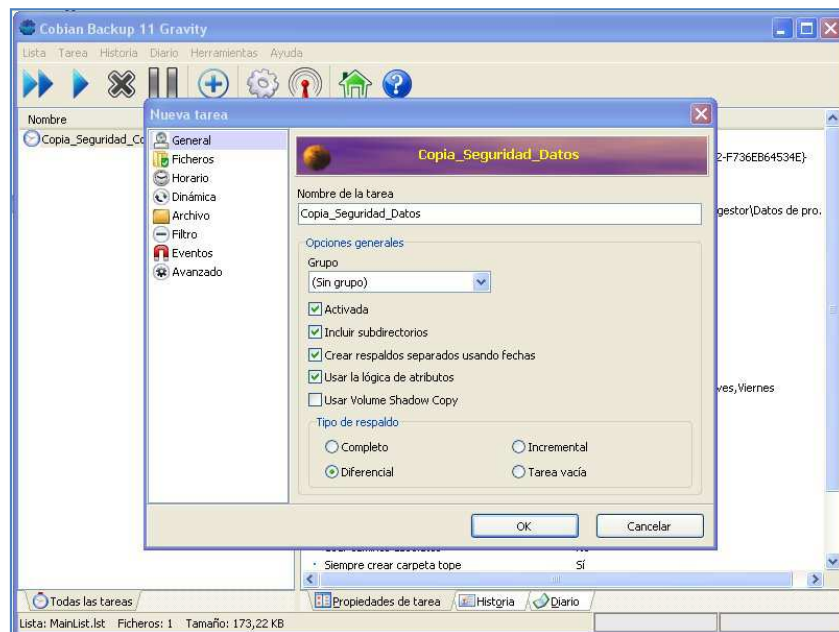 Cobian Backup 11 Gravity
Lista Tarea Historia Diario Herramientas Ayuda
Nombre
Copia_Seguridad_Co
Nueva tarea
General
Ficheros
Horario
Dinámica
Archivo
Filtro
Eventos
Avanzado
Copia_Seguridad_Datos
Nombre de la tarea
Copia_Seguridad_Datos
Opciones generales
Grupo
(Sin grupo)
Activada
Incluir subdirectorios
Crear respaldos separados usando fechas
Usar la lógica de atributos
Usar Volume Shadow Copy
Tipo de respaldo
Completo Incremental
Diferencial Tarea vacía
OK Cancelar
2-F736EB64534E}
gestor\Datos de pro.
ves,Viernes
Siempre crear carpeta tope Sí
Todas las tareas Propiedades de tarea Historia Diario
Lista: MainList.lst Ficheros: 1 Tamaño: 173,22 KB